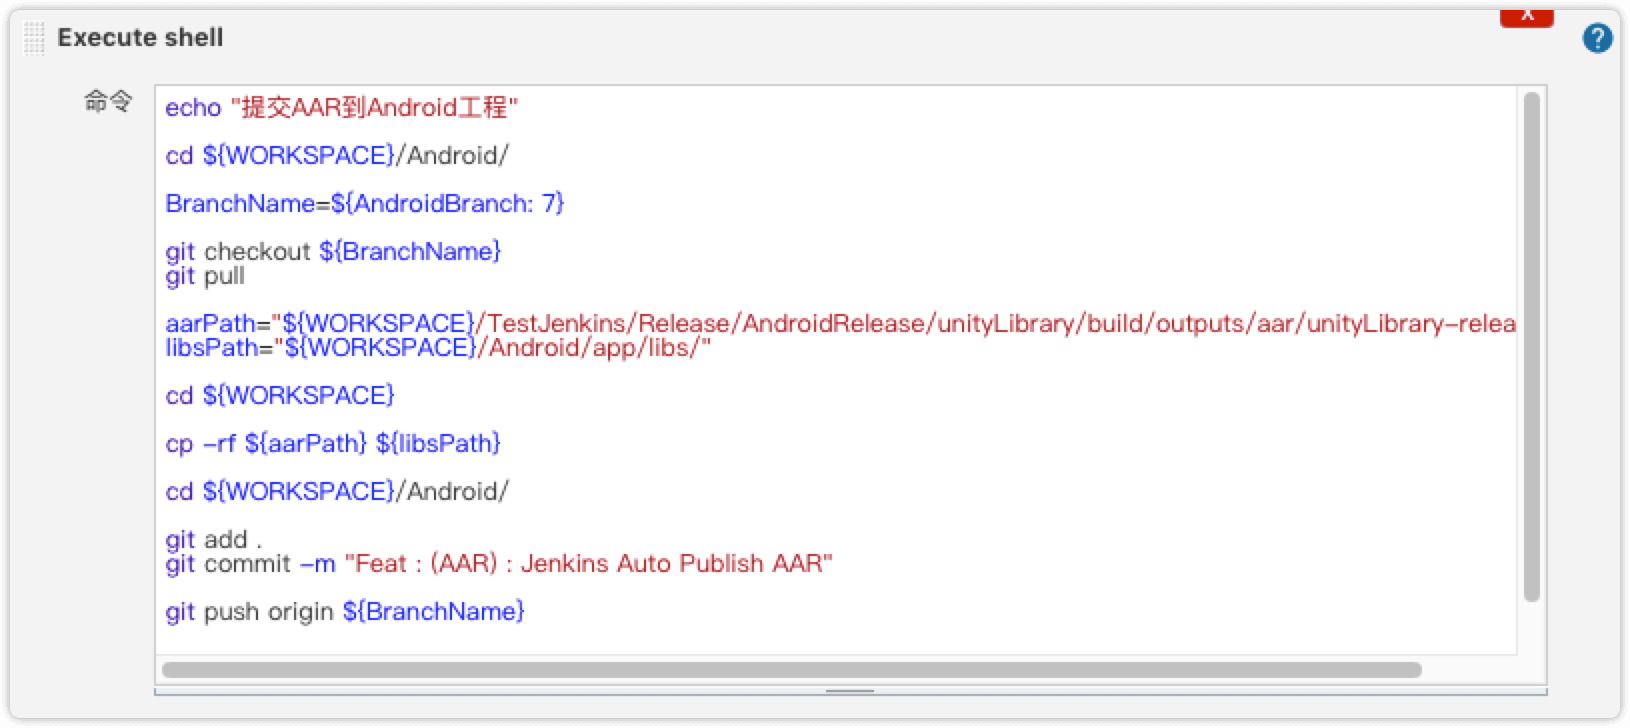 Execute shell
X
?
命令
echo "提交AAR到Android工程"
cd ${WORKSPACE}/Android/
BranchName=${AndroidBranch: 7}
git checkout ${BranchName}
git pull
aarPath="${WORKSPACE}/TestJenkins/Release/AndroidRelease/unityLibrary/build/outputs/aar/unityLibrary-relea
libsPath="${WORKSPACE}/Android/app/libs/"
cd ${WORKSPACE}
cp -rf ${aarPath} ${libsPath}
cd ${WORKSPACE}/Android/
git add .
git commit -m "Feat : (AAR) : Jenkins Auto Publish AAR"
git push origin ${BranchName}